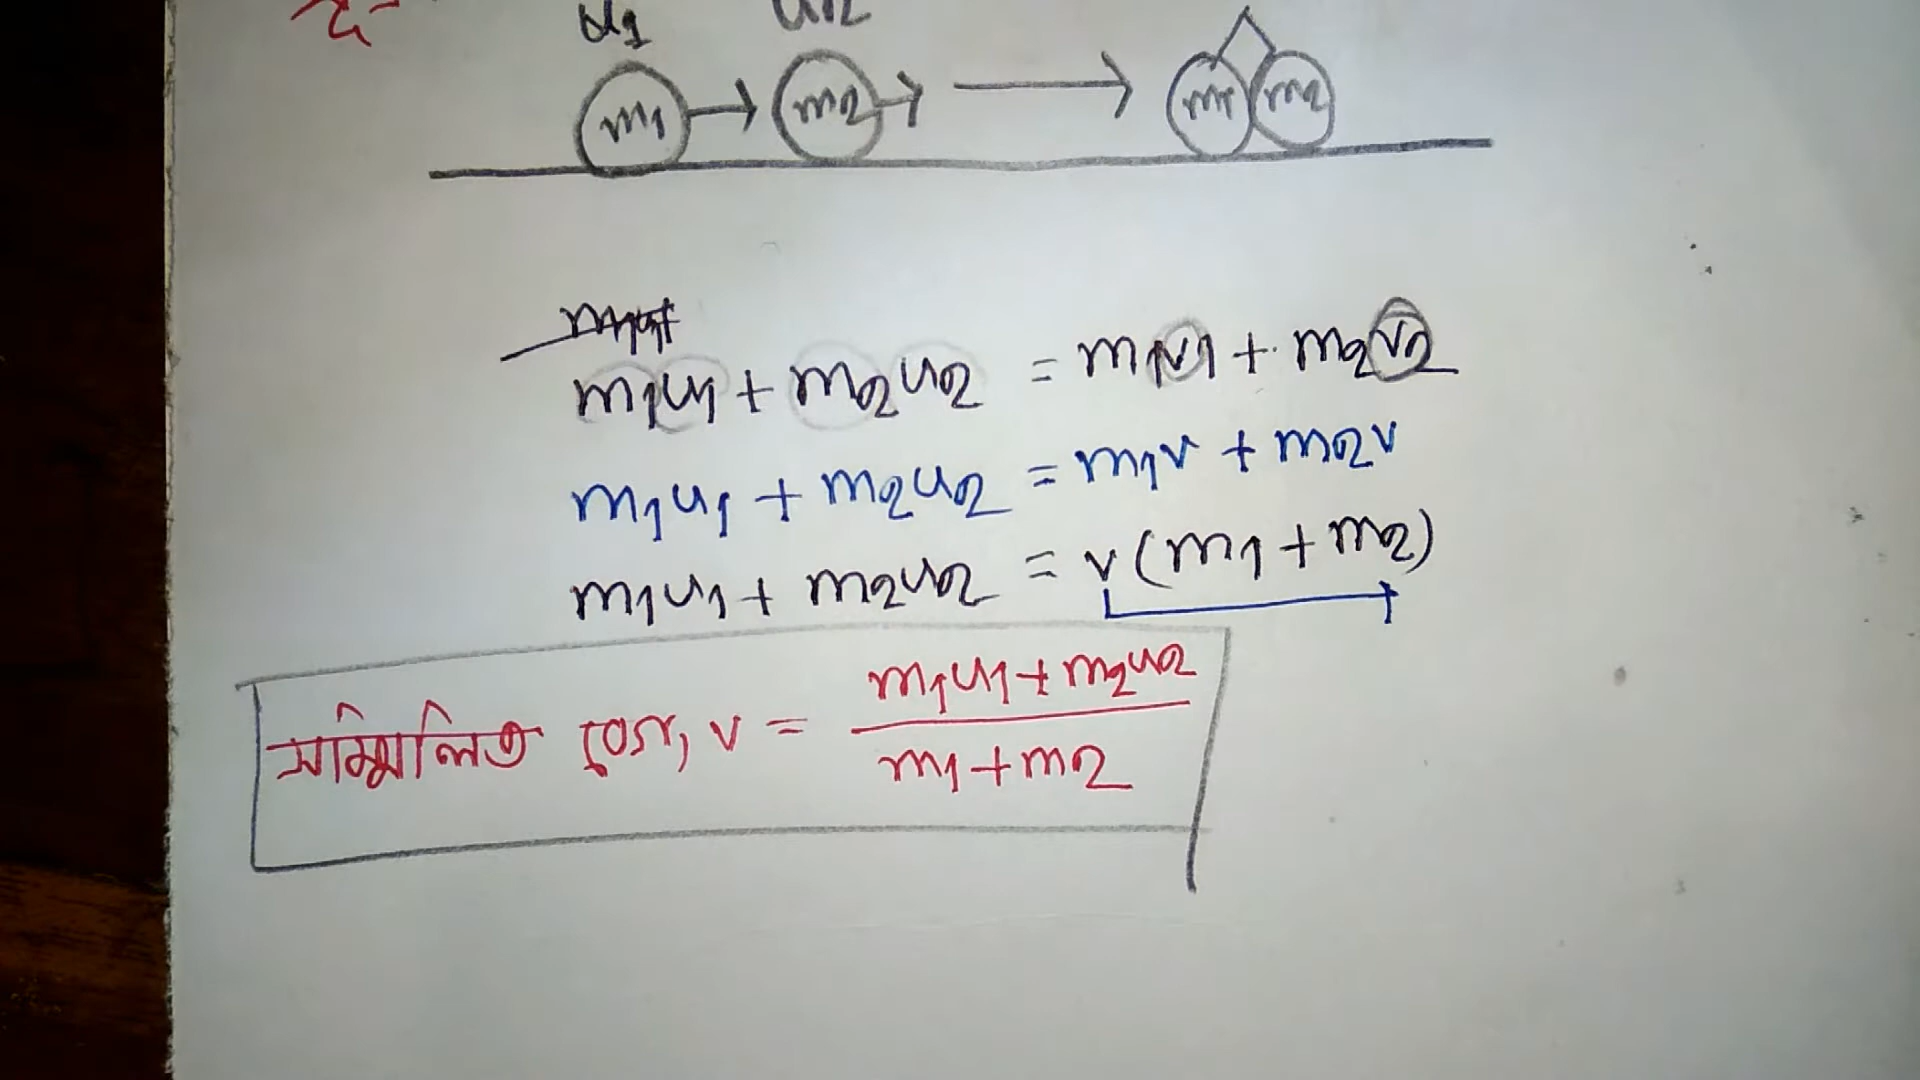 u1 u2
m1 m2 m1 m2
m1u1 + m2u2 = m1v1 + m2v2
m1u1 + m2u2 = m1v + m2v
m1u1 + m2u2 = v(m1 + m2)
সম্মিলিত বেগ, v = m1u1 + m2u2
m1 + m2